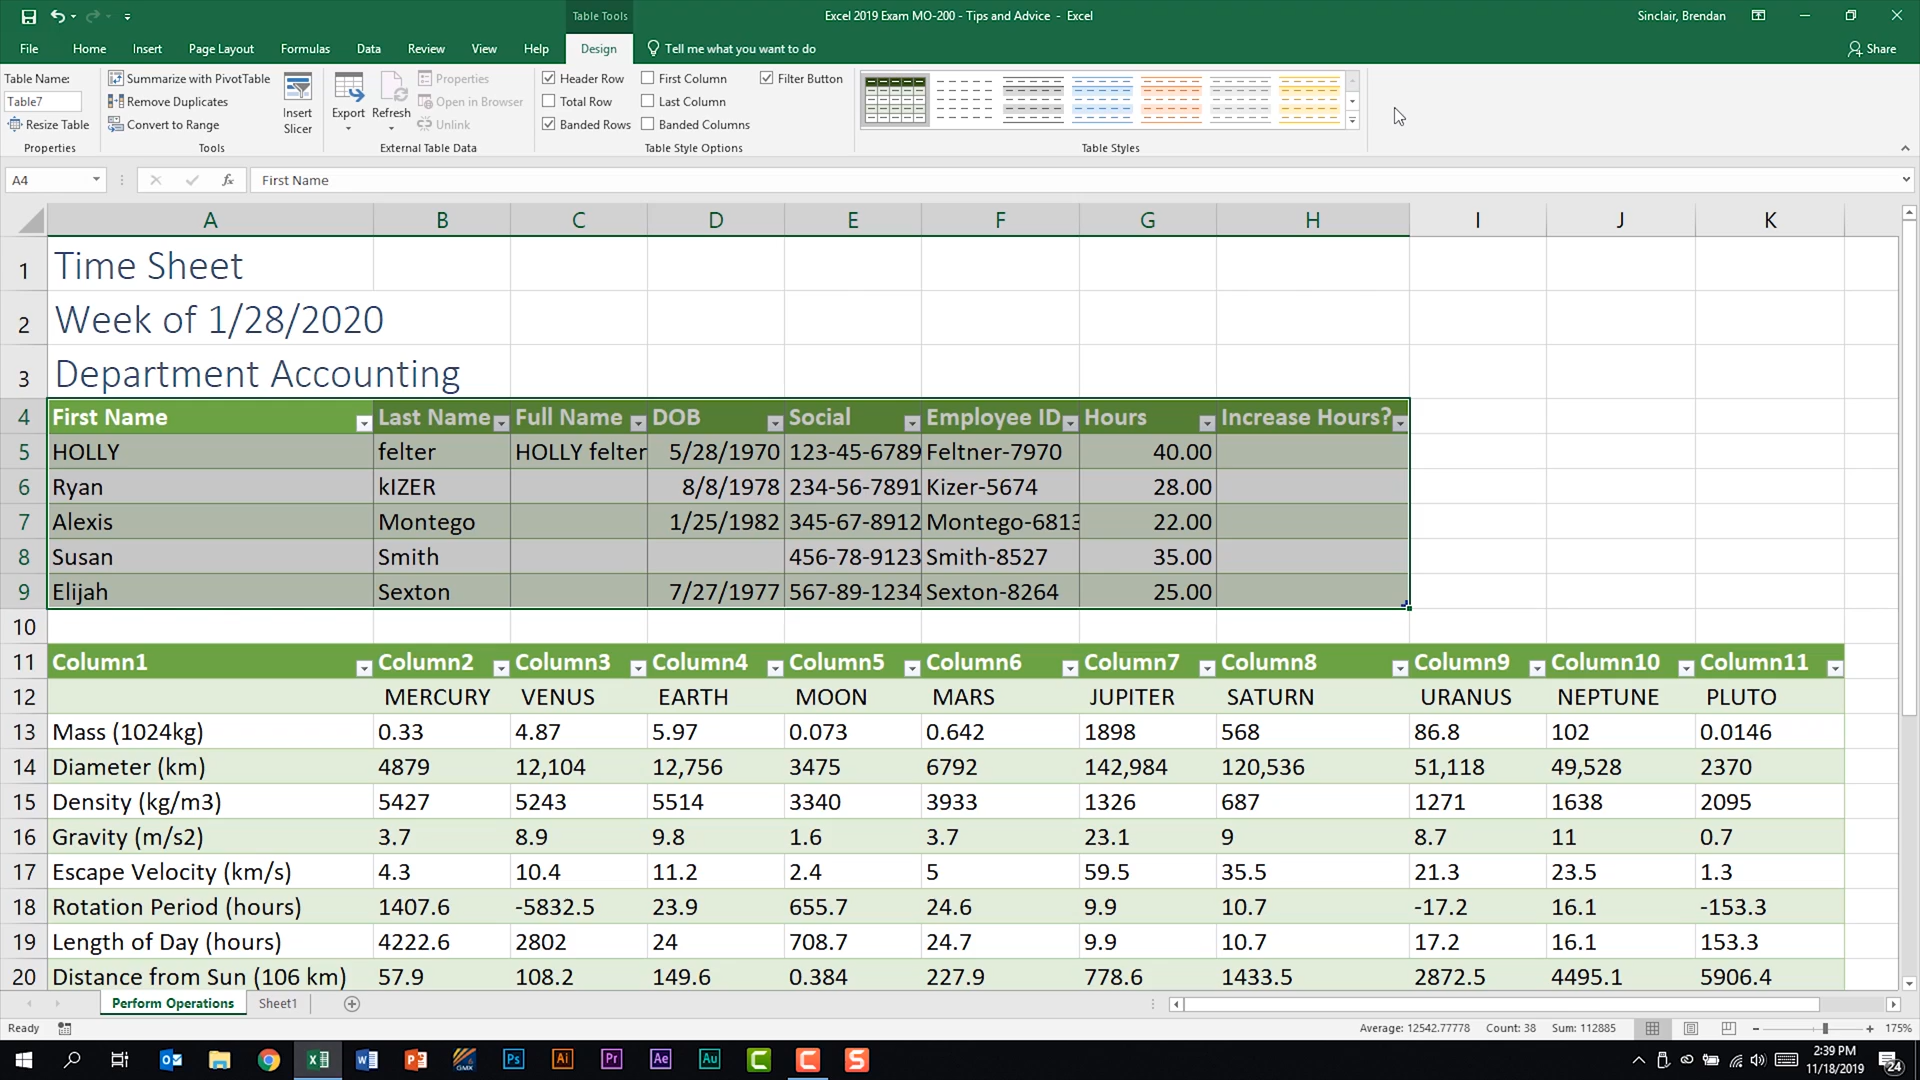 Table Tools
Excel 2019 Exam MO-200 - Tips and Advice - Excel
Sinclair, Brendan
File Home Insert Page Layout Formulas Data Review View Help Design Tell me what you want to do Share
Table Name:
Table7
Resize Table
Properties
Summarize with PivotTable
Remove Duplicates
Convert to Range
Insert Slicer
Tools
Export
Refresh
Properties
Open in Browser
Unlink
External Table Data
Header Row First Column Filter Button
Total Row Last Column
Banded Rows Banded Columns
Table Style Options
Table Styles
A4 fx First Name
A B C D E F G H I J K
1 Time Sheet
2 Week of 1/28/2020
3 Department Accounting
4 First Name Last Name Full Name DOB Social Employee ID Hours Increase Hours?
5 HOLLY felter HOLLY felter 5/28/1970 123-45-6789 Feltner-7970 40.00
6 Ryan kIZER 8/8/1978 234-56-7891 Kizer-5674 28.00
7 Alexis Montego 1/25/1982 345-67-8912 Montego-6813 22.00
8 Susan Smith 456-78-9123 Smith-8527 35.00
9 Elijah Sexton 7/27/1977 567-89-1234 Sexton-8264 25.00
10
11 Column1 Column2 Column3 Column4 Column5 Column6 Column7 Column8 Column9 Column10 Column11
12 MERCURY VENUS EARTH MOON MARS JUPITER SATURN URANUS NEPTUNE PLUTO
13 Mass (1024kg) 0.33 4.87 5.97 0.073 0.642 1898 568 86.8 102 0.0146
14 Diameter (km) 4879 12,104 12,756 3475 6792 142,984 120,536 51,118 49,528 2370
15 Density (kg/m3) 5427 5243 5514 3340 3933 1326 687 1271 1638 2095
16 Gravity (m/s2) 3.7 8.9 9.8 1.6 3.7 23.1 9 8.7 11 0.7
17 Escape Velocity (km/s) 4.3 10.4 11.2 2.4 5 59.5 35.5 21.3 23.5 1.3
18 Rotation Period (hours) 1407.6 -5832.5 23.9 655.7 24.6 9.9 10.7 -17.2 16.1 -153.3
19 Length of Day (hours) 4222.6 2802 24 708.7 24.7 9.9 10.7 17.2 16.1 153.3
20 Distance from Sun (106 km) 57.9 108.2 149.6 0.384 227.9 778.6 1433.5 2872.5 4495.1 5906.4
Perform Operations Sheet1
Ready Average: 12542.77778 Count: 38 Sum: 112885 175%
Ps Ai Pr Ae Au
2:39 PM
11/18/2019
24